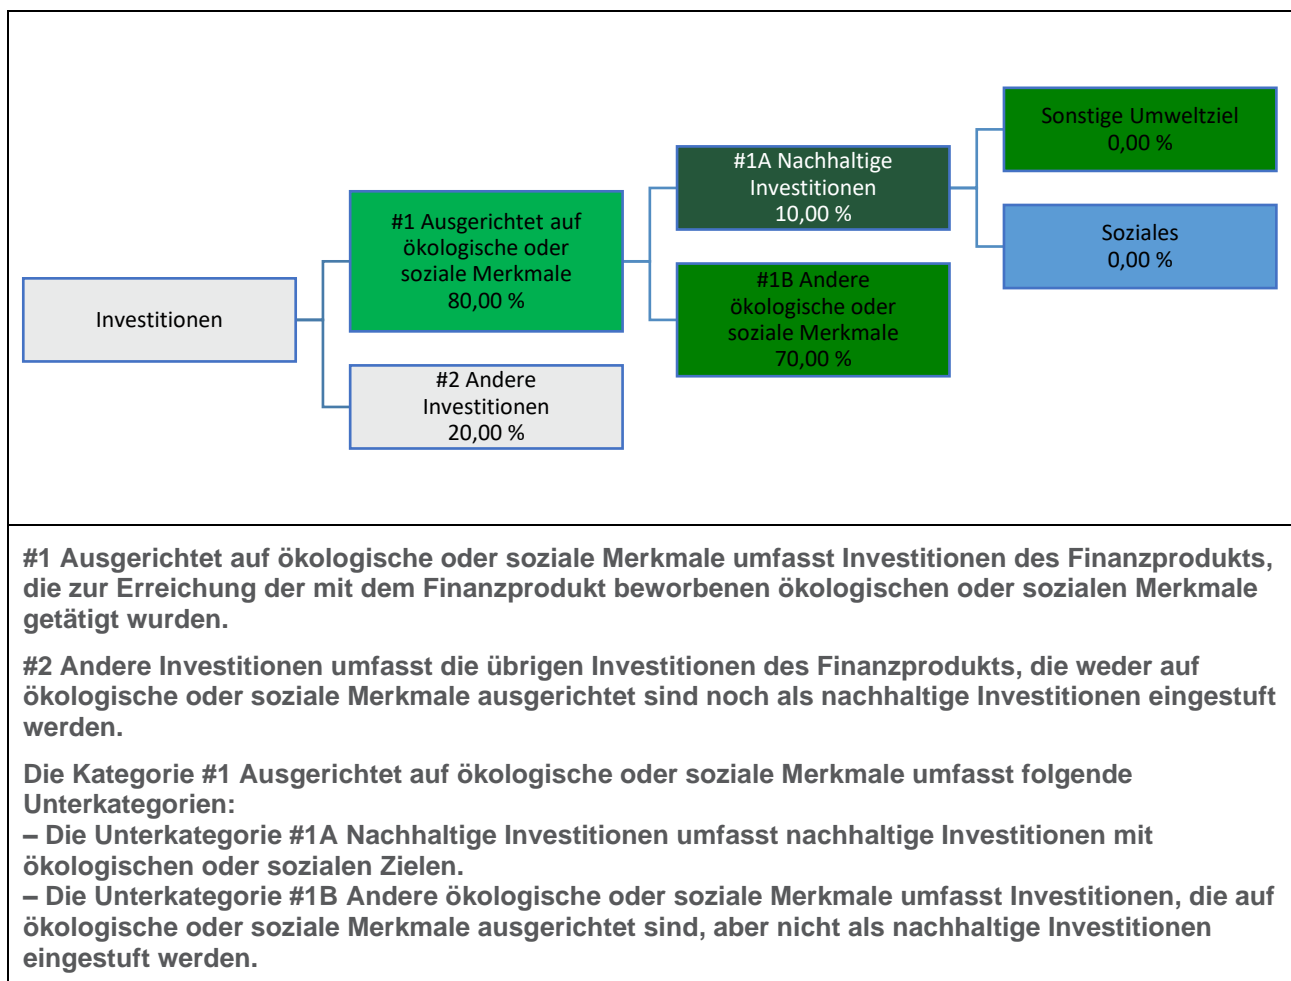 Investitionen
#1 Ausgerichtet auf
ökologische oder
soziale Merkmale
80,00 %
#2 Andere
Investitionen
20,00 %
#1A Nachhaltige
Investitionen
10,00 %
#1B Andere
ökologische oder
soziale Merkmale
70,00 %
Sonstige Umweltziel
0,00 %
Soziales
0,00 %
#1 Ausgerichtet auf ökologische oder soziale Merkmale umfasst Investitionen des Finanzprodukts,
die zur Erreichung der mit dem Finanzprodukt beworbenen ökologischen oder sozialen Merkmale
getätigt wurden.
#2 Andere Investitionen umfasst die übrigen Investitionen des Finanzprodukts, die weder auf
ökologische oder soziale Merkmale ausgerichtet sind noch als nachhaltige Investitionen eingestuft
werden.
Die Kategorie #1 Ausgerichtet auf ökologische oder soziale Merkmale umfasst folgende
Unterkategorien:
– Die Unterkategorie #1A Nachhaltige Investitionen umfasst nachhaltige Investitionen mit
ökologischen oder sozialen Zielen.
– Die Unterkategorie #1B Andere ökologische oder soziale Merkmale umfasst Investitionen, die auf
ökologische oder soziale Merkmale ausgerichtet sind, aber nicht als nachhaltige Investitionen
eingestuft werden.